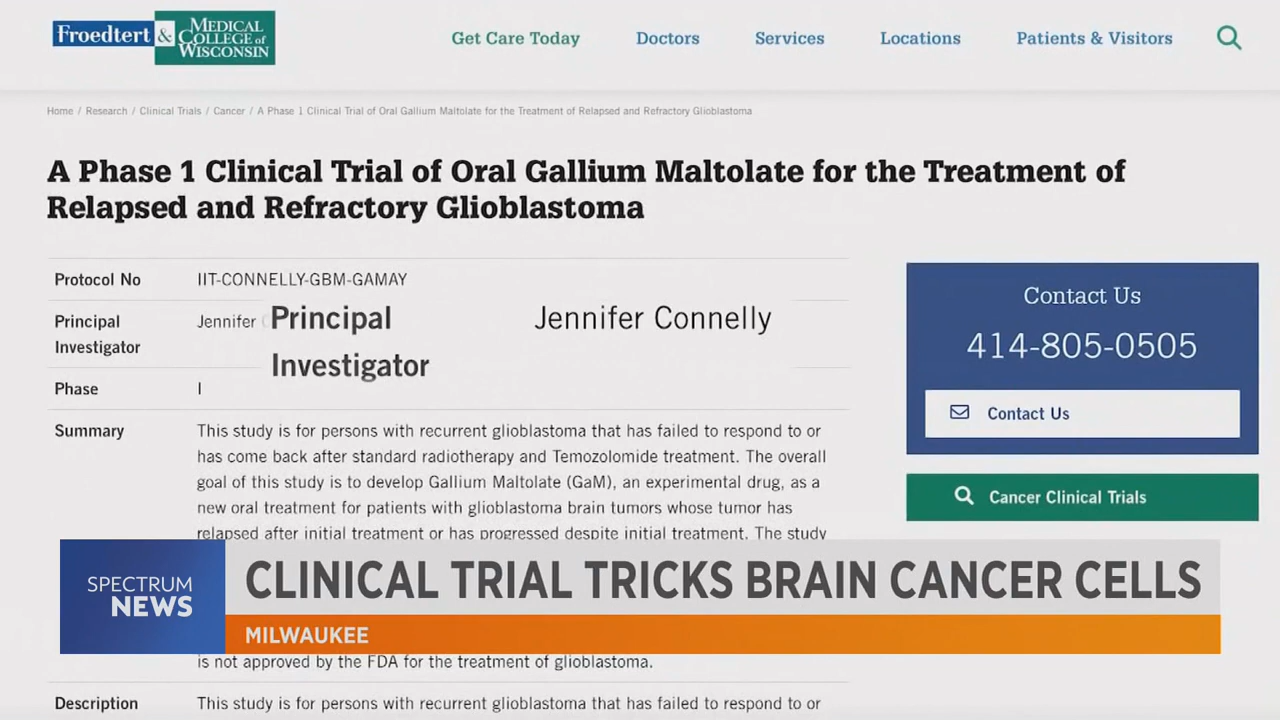 Froedtert & MEDICAL COLLEGE of WISCONSIN
Get Care Today Doctors Services Locations Patients & Visitors
Home / Research / Clinical Trials / Cancer / A Phase 1 Clinical Trial of Oral Gallium Maltolate for the Treatment of Relapsed and Refractory Glioblastoma
A Phase 1 Clinical Trial of Oral Gallium Maltolate for the Treatment of
Relapsed and Refractory Glioblastoma
Protocol No IIT-CONNELLY-GBM-GAMAY
Principal Investigator Jennifer
Principal Investigator Jennifer Connelly
Phase I
Summary This study is for persons with recurrent glioblastoma that has failed to respond to or
has come back after standard radiotherapy and Temozolomide treatment. The overall
goal of this study is to develop Gallium Maltolate (GaM), an experimental drug, as a
new oral treatment for patients with glioblastoma brain tumors whose tumor has
relapsed after initial treatment or has progressed despite initial treatment. The study
is not approved by the FDA for the treatment of glioblastoma.
Description This study is for persons with recurrent glioblastoma that has failed to respond to or
Contact Us
414-805-0505
Contact Us
Cancer Clinical Trials
SPECTRUM
NEWS
CLINICAL TRIAL TRICKS BRAIN CANCER CELLS
MILWAUKEE